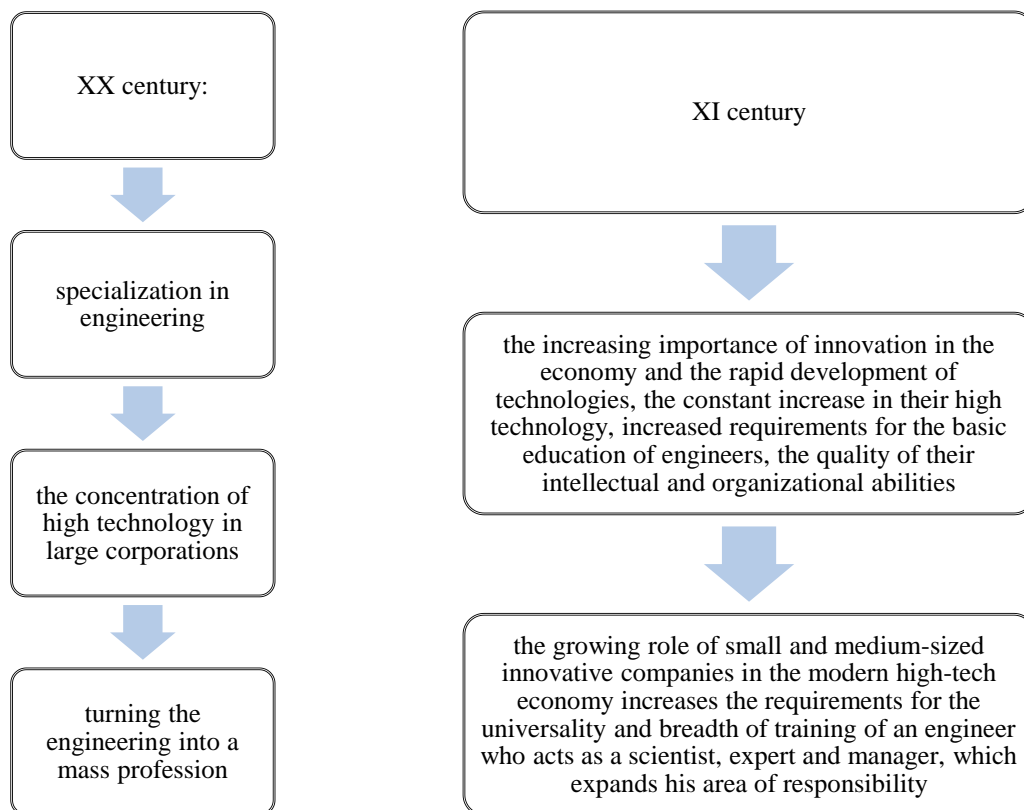 XX century:
specialization in
engineering
the concentration of
high technology in
large corporations
turning the
engineering into a
mass profession
XI century
the increasing importance of innovation in the
economy and the rapid development of
technologies, the constant increase in their high
technology, increased requirements for the basic
education of engineers, the quality of their
intellectual and organizational abilities
the growing role of small and medium-sized
innovative companies in the modern high-tech
economy increases the requirements for the
universality and breadth of training of an engineer
who acts as a scientist, expert and manager, which
expands his area of responsibility